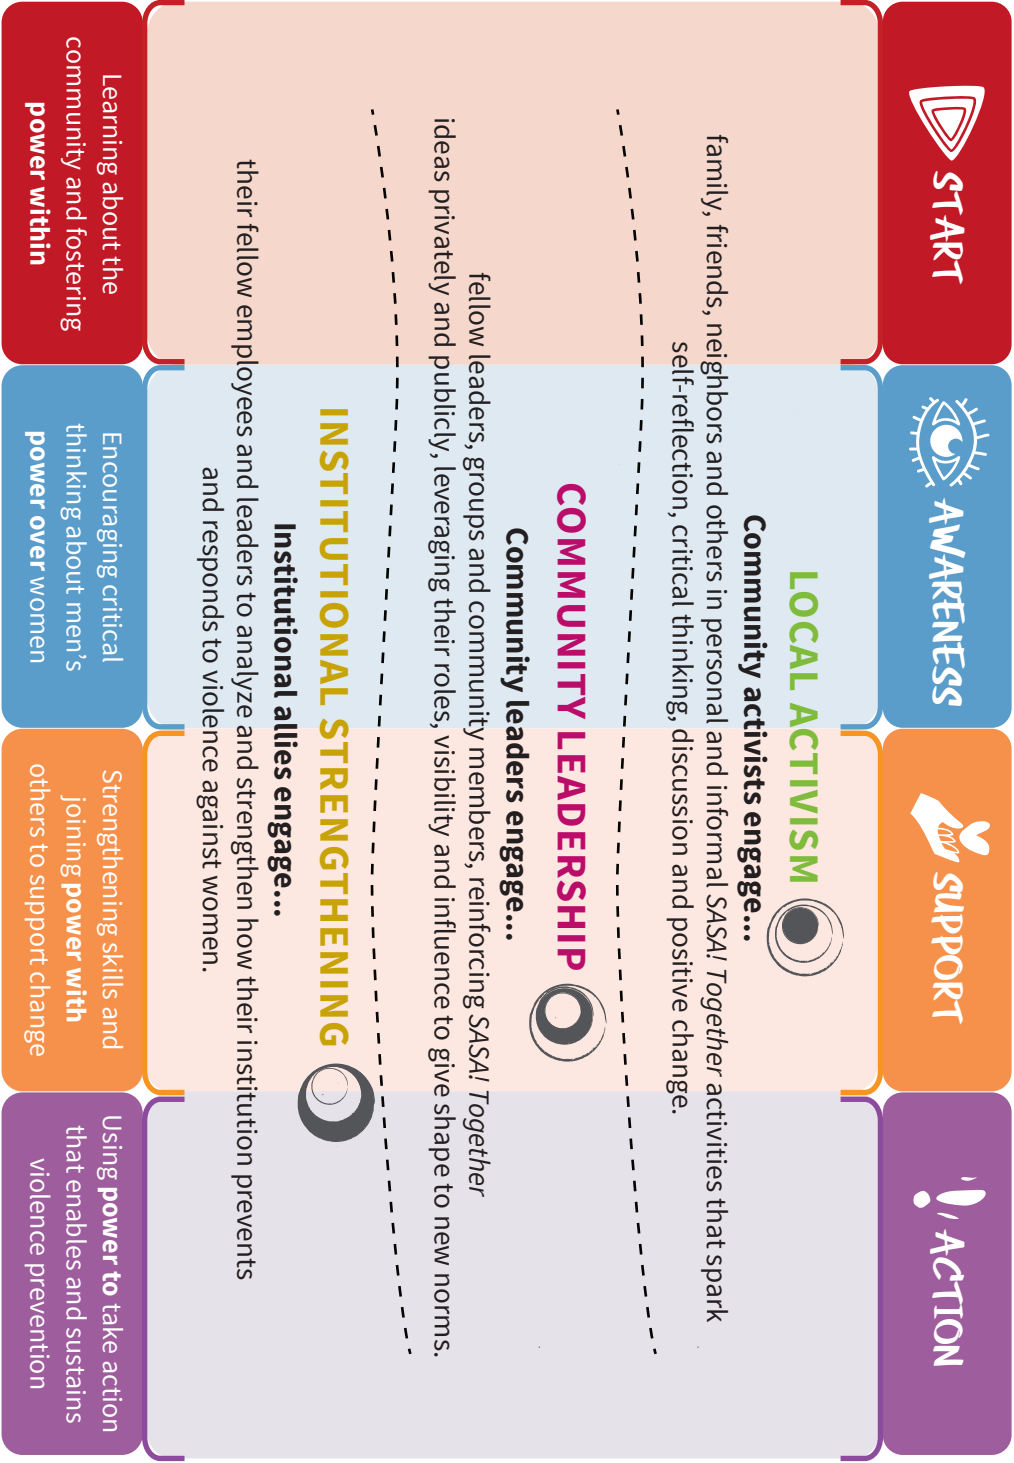 START
AWARENESS
SUPPORT
ACTION
LOCAL ACTIVISM
Community activists engage...
family, friends, neighbors and others in personal and informal SASA! Together activities that spark
self-reflection, critical thinking, discussion and positive change.
COMMUNITY LEADERSHIP
Community leaders engage...
fellow leaders, groups and community members, reinforcing SASA! Together
ideas privately and publicly, leveraging their roles, visibility and influence to give shape to new norms.
INSTITUTIONAL STRENGTHENING
Institutional allies engage...
their fellow employees and leaders to analyze and strengthen how their institution prevents
and responds to violence against women.
Learning about the
community and fostering
power within
Encouraging critical
thinking about men's
power over women
Strengthening skills and
joining power with
others to support change
Using power to take action
that enables and sustains
violence prevention